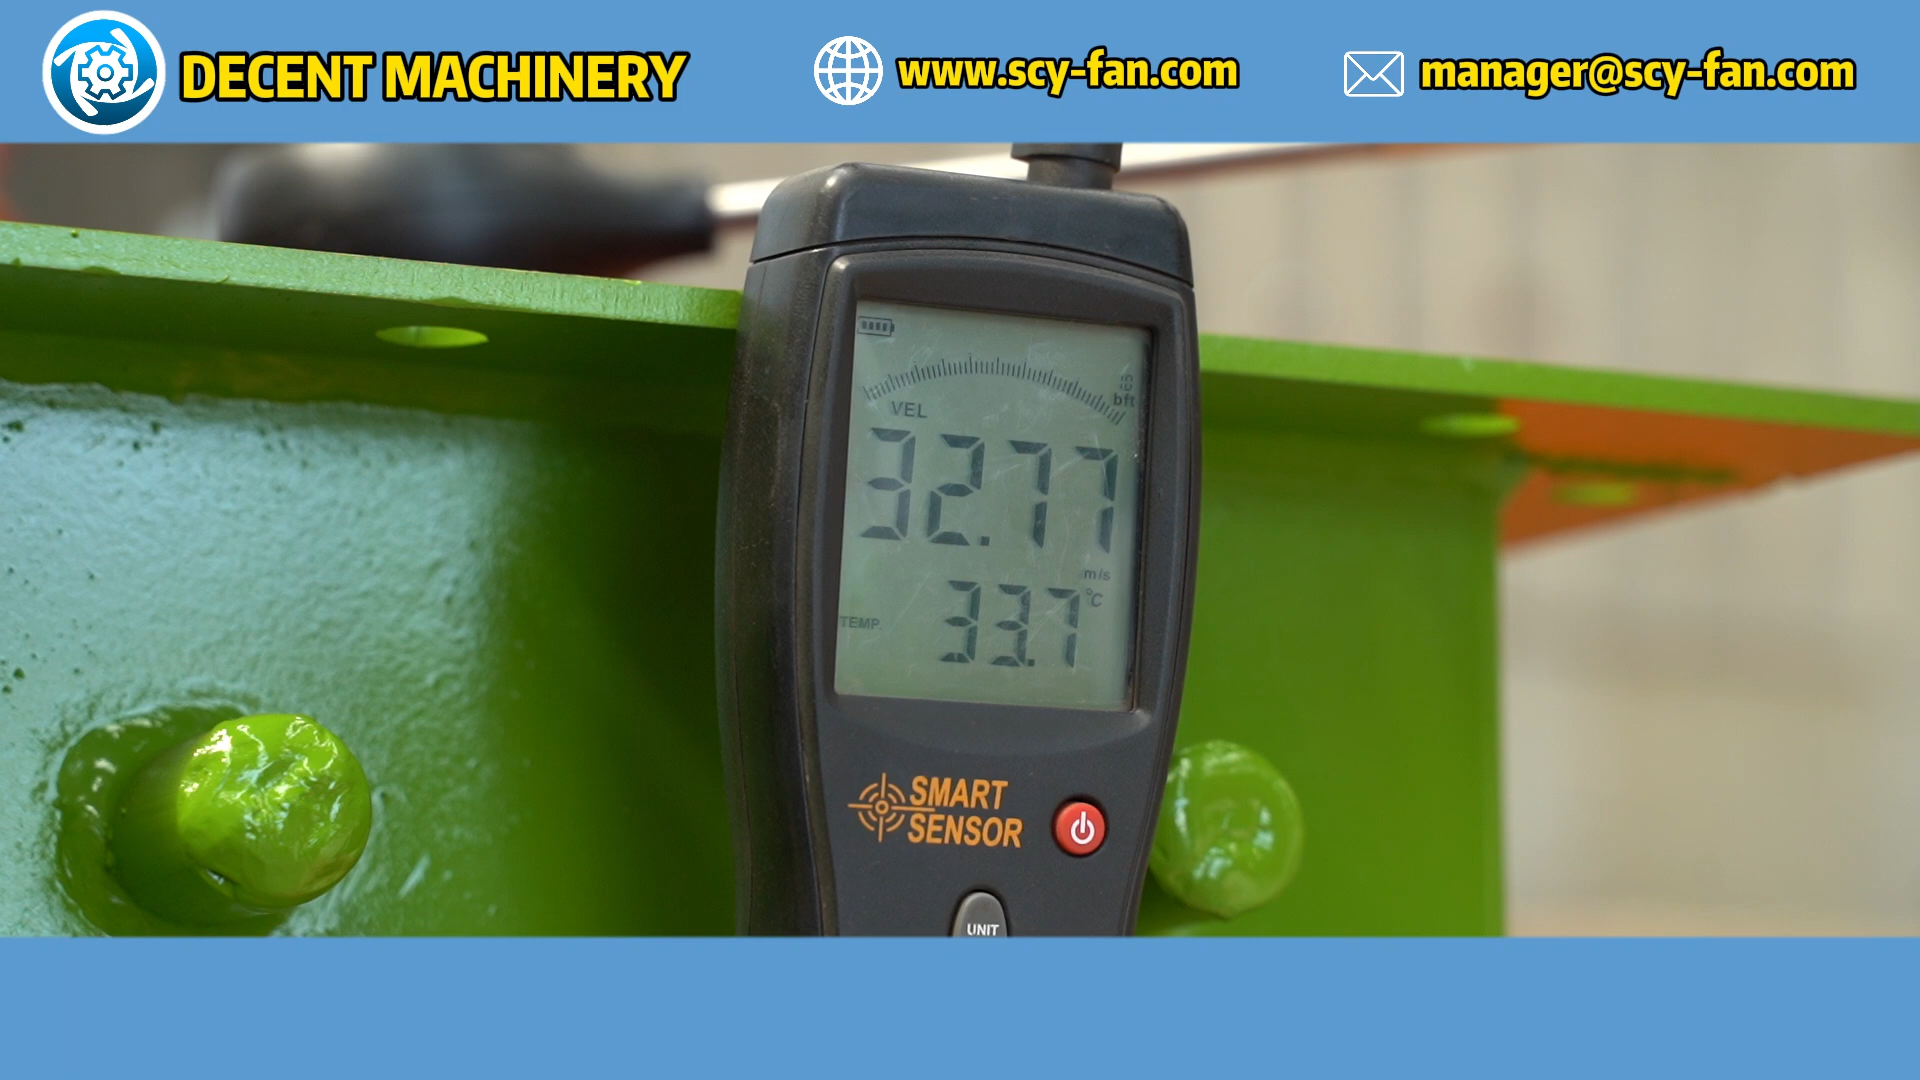 DECENT MACHINERY
www.scy-fan.com
manager@scy-fan.com
bft
VEL
32.77
m/s
TEMP.
33.7
°C
SMART
SENSOR
UNIT